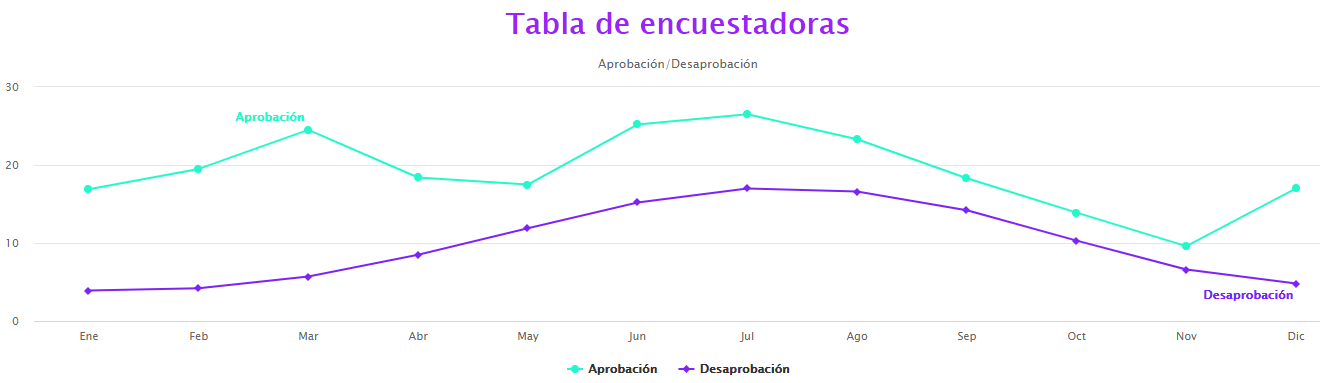 Tabla de encuestadoras
Aprobación/Desaprobación
30
20
10
0
Aprobación
Desaprobación
Ene Feb Mar Abr May Jun Jul Ago Sep Oct Nov Dic
Aprobación Desaprobación